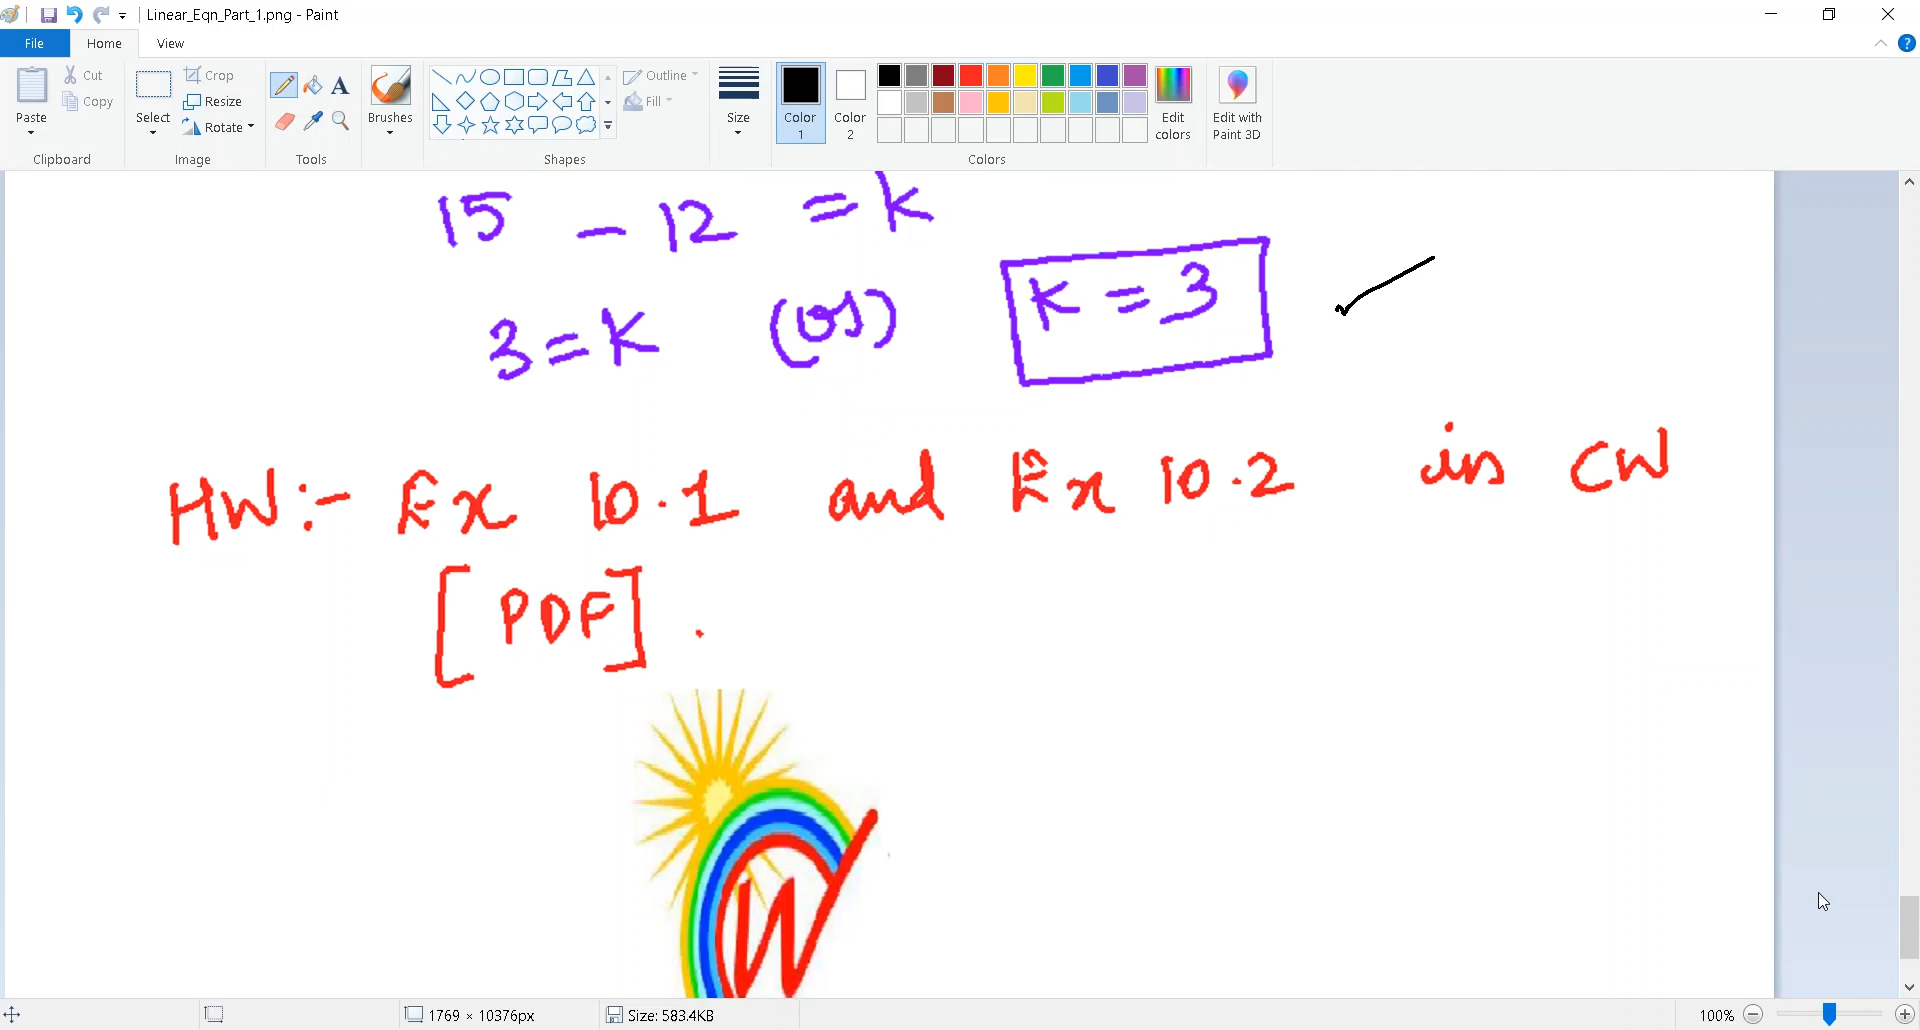 Linear_Eqn_Part_1.png - Paint
File Home View
Paste Cut Copy Clipboard
Select Crop Resize Rotate Image
Tools
Brushes
Outline Fill Shapes
Size
Color 1 Color 2 Edit colors Edit with Paint 3D
Colors
15 - 12 = k
3 = k (or) k = 3
HW:- Ex 10.1 and Ex 10.2 in CW
[PDF].
W
1769 × 10376px Size: 583.4KB 100%